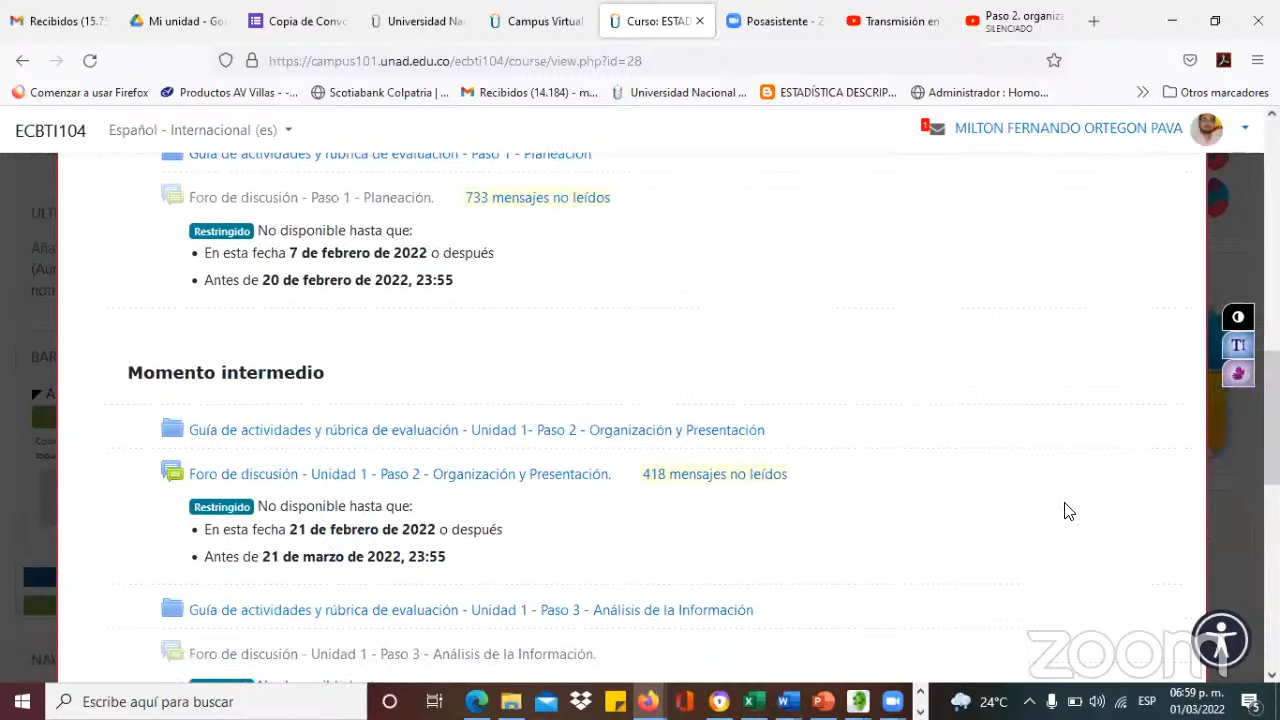 Recibidos (15.75
Mi unidad - Goo
Copia de Convo
Universidad Na
Campus Virtual
Curso: ESTAD
Posasistente - Z
Transmisión en
Paso 2. organiza
SILENCIADO
https://campus101.unad.edu.co/ecbti104/course/view.php?id=28
Comenzar a usar Firefox
Productos AV Villas - -...
Scotiabank Colpatria |...
Recibidos (14.184) - m...
Universidad Nacional ...
ESTADÍSTICA DESCRIP...
Administrador : Homo...
Otros marcadores
ECBTI104
Español - Internacional (es)
1
MILTON FERNANDO ORTEGON PAVA
Guía de actividades y rúbrica de evaluación - Paso 1 - Planeación
Foro de discusión - Paso 1 - Planeación.
733 mensajes no leídos
Restringido No disponible hasta que:
• En esta fecha 7 de febrero de 2022 o después
• Antes de 20 de febrero de 2022, 23:55
Momento intermedio
Guía de actividades y rúbrica de evaluación - Unidad 1- Paso 2 - Organización y Presentación
Foro de discusión - Unidad 1 - Paso 2 - Organización y Presentación.
418 mensajes no leídos
Restringido No disponible hasta que:
• En esta fecha 21 de febrero de 2022 o después
• Antes de 21 de marzo de 2022, 23:55
Guía de actividades y rúbrica de evaluación - Unidad 1 - Paso 3 - Análisis de la Información
Foro de discusión - Unidad 1 - Paso 3 - Análisis de la Información.
zoom
Escribe aquí para buscar
24°C
ESP
06:59 p. m.
01/03/2022
5